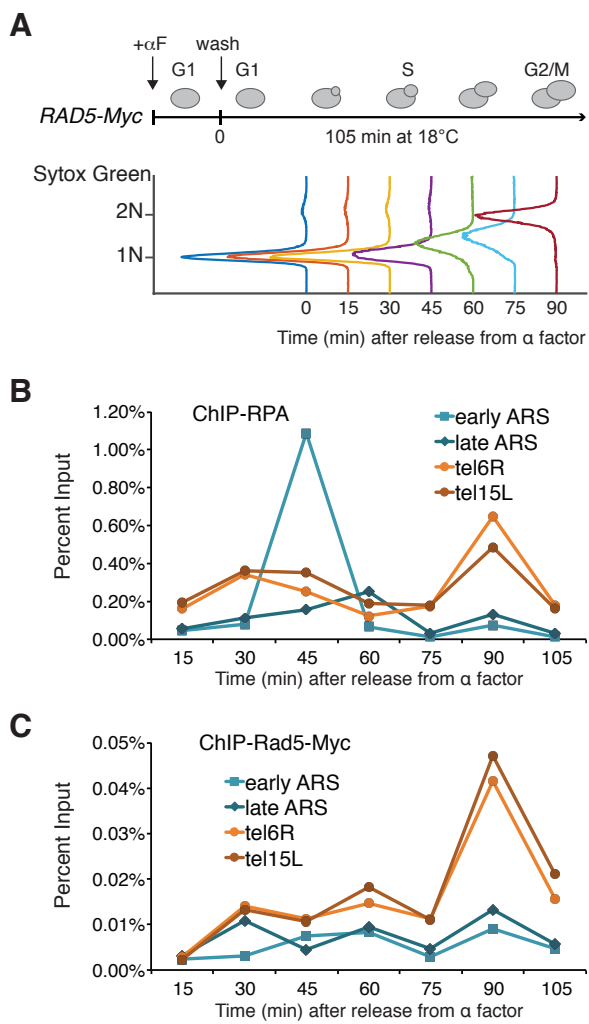 A
+αF wash
G1 G1 S G2/M
RAD5-Myc
0 105 min at 18°C
Sytox Green
2N
1N
0 15 30 45 60 75 90
Time (min) after release from α factor
B
ChIP-RPA
early ARS
late ARS
tel6R
tel15L
Percent Input
1.20%
1.00%
0.80%
0.60%
0.40%
0.20%
0.00%
15 30 45 60 75 90 105
Time (min) after release from α factor
C
ChIP-Rad5-Myc
early ARS
late ARS
tel6R
tel15L
Percent Input
0.05%
0.04%
0.03%
0.02%
0.01%
0.00%
15 30 45 60 75 90 105
Time (min) after release from α factor